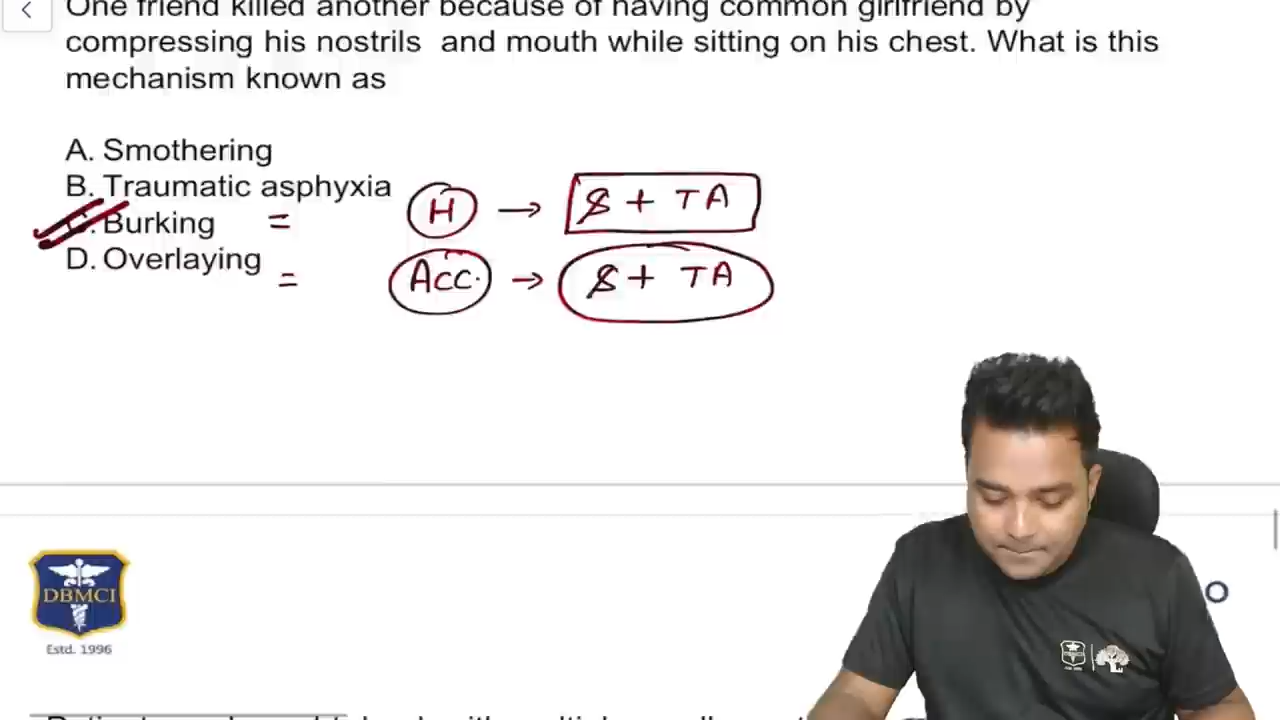 One friend killed another because of having common girlfriend by
compressing his nostrils and mouth while sitting on his chest. What is this
mechanism known as
A. Smothering
B. Traumatic asphyxia
C. Burking = H → S + TA
D. Overlaying = Acc. → S + TA
DBMCI
Estd. 1996
O